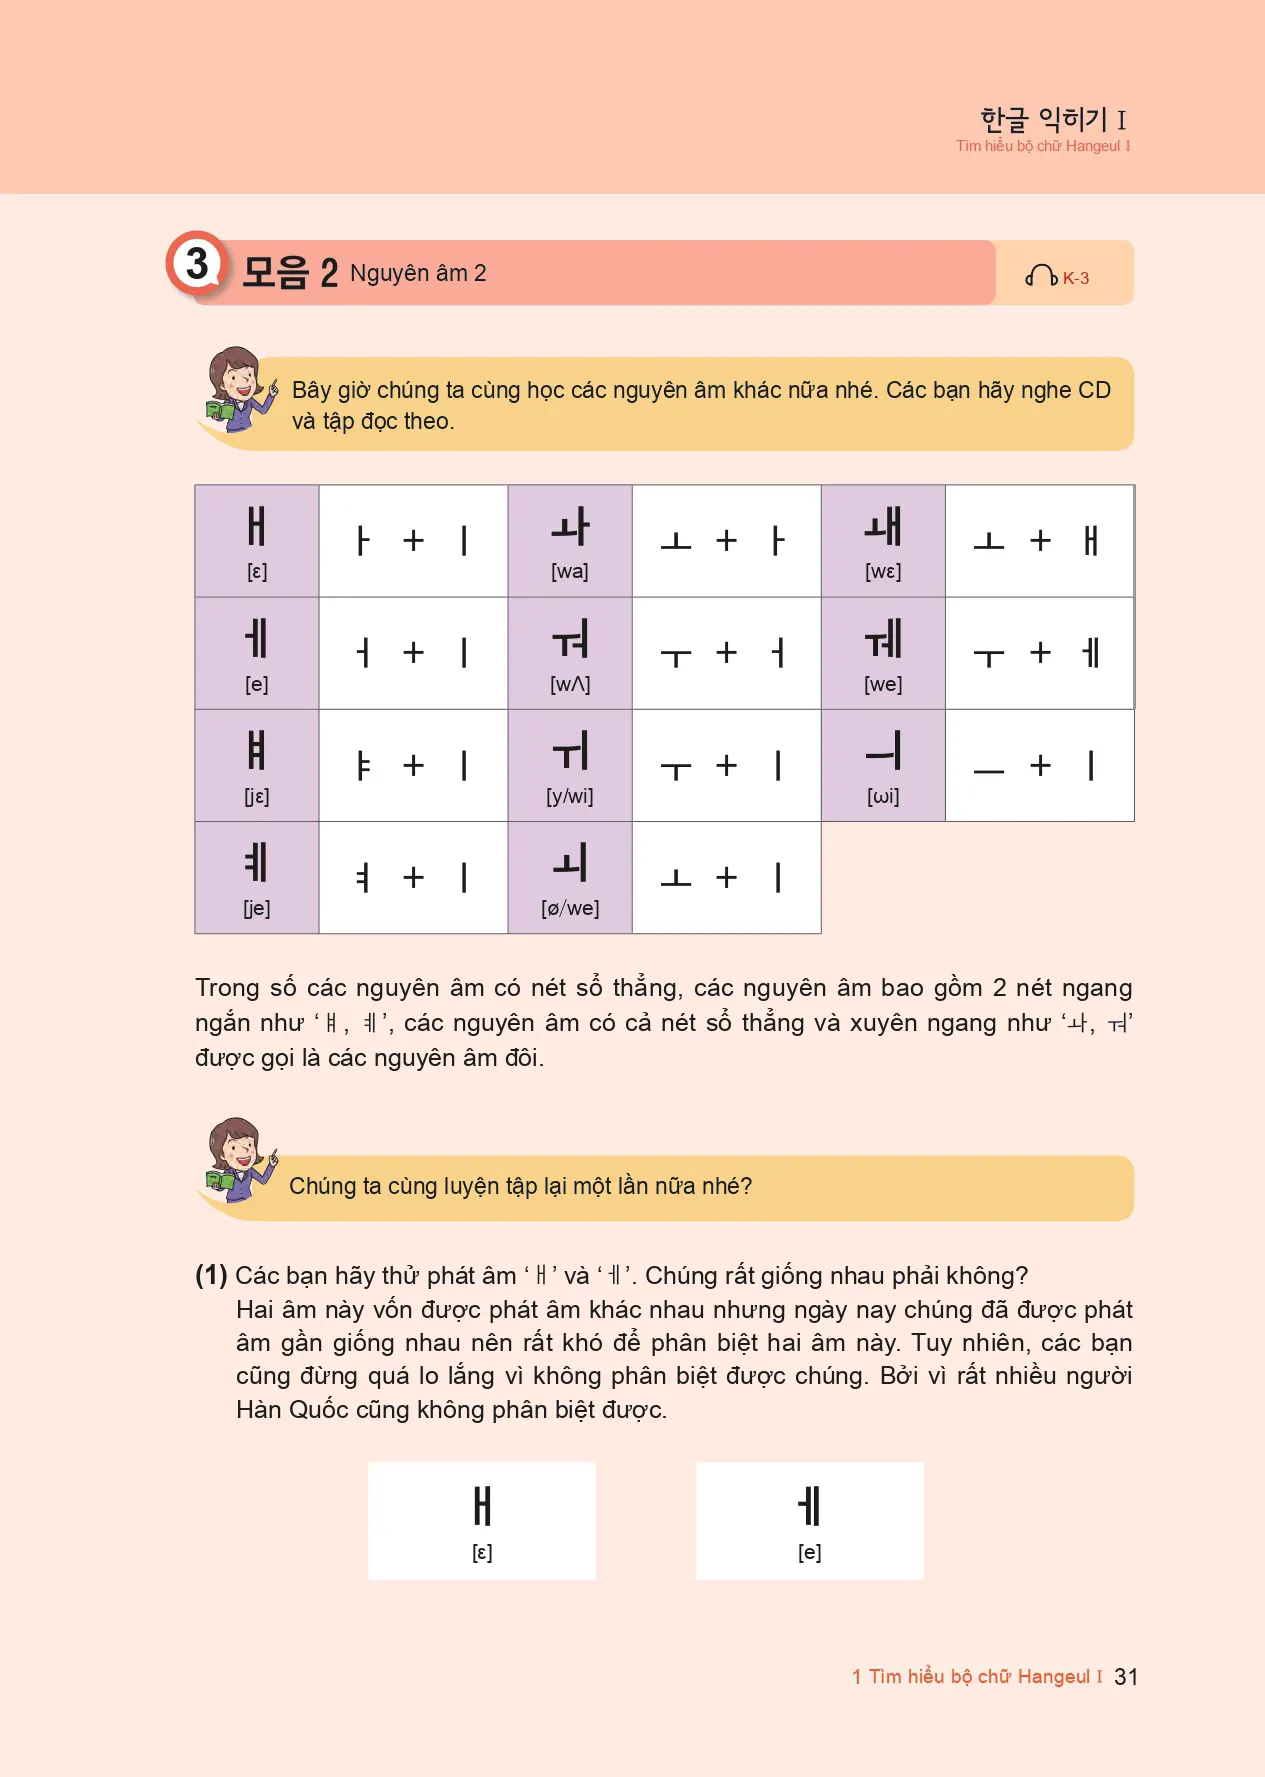 한글 익히기 I
Tìm hiểu bộ chữ Hangeul I
3 모음 2 Nguyên âm 2
K-3
Bây giờ chúng ta cùng học các nguyên âm khác nữa nhé. Các bạn hãy nghe CD
và tập đọc theo.
ㅐ ㅏ + ㅣ ㅘ ㅗ + ㅏ ㅙ ㅗ + ㅐ
[ɛ] [wa] [wɛ]
ㅔ ㅓ + ㅣ ㅝ ㅜ + ㅓ ㅞ ㅜ + ㅔ
[e] [wΛ] [we]
ㅒ ㅑ + ㅣ ㅟ ㅜ + ㅣ ㅢ ㅡ + ㅣ
[jɛ] [y/wi] [ωi]
ㅖ ㅕ + ㅣ ㅚ ㅗ + ㅣ
[je] [ø/we]
Trong số các nguyên âm có nét sổ thẳng, các nguyên âm bao gồm 2 nét ngang
ngắn như ‘ㅒ, ㅖ’, các nguyên âm có cả nét sổ thẳng và xuyên ngang như ‘ㅘ, ㅝ’
được gọi là các nguyên âm đôi.
Chúng ta cùng luyện tập lại một lần nữa nhé?
(1) Các bạn hãy thử phát âm ‘ㅐ’ và ‘ㅔ’. Chúng rất giống nhau phải không?
Hai âm này vốn được phát âm khác nhau nhưng ngày nay chúng đã được phát
âm gần giống nhau nên rất khó để phân biệt hai âm này. Tuy nhiên, các bạn
cũng đừng quá lo lắng vì không phân biệt được chúng. Bởi vì rất nhiều người
Hàn Quốc cũng không phân biệt được.
ㅐ ㅔ
[ɛ] [e]
1 Tìm hiểu bộ chữ Hangeul I 31